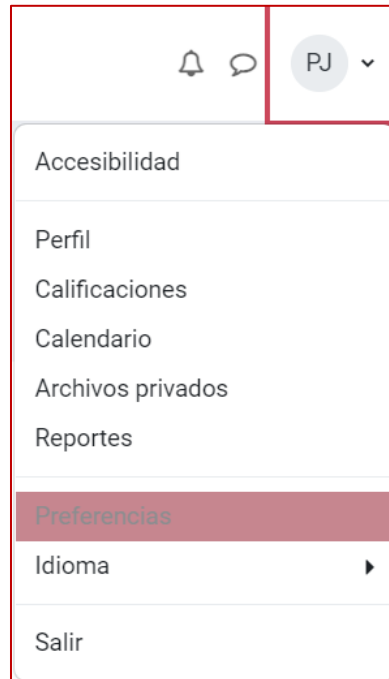 PJ
Accesibilidad
Perfil
Calificaciones
Calendario
Archivos privados
Reportes
Preferencias
Idioma
Salir